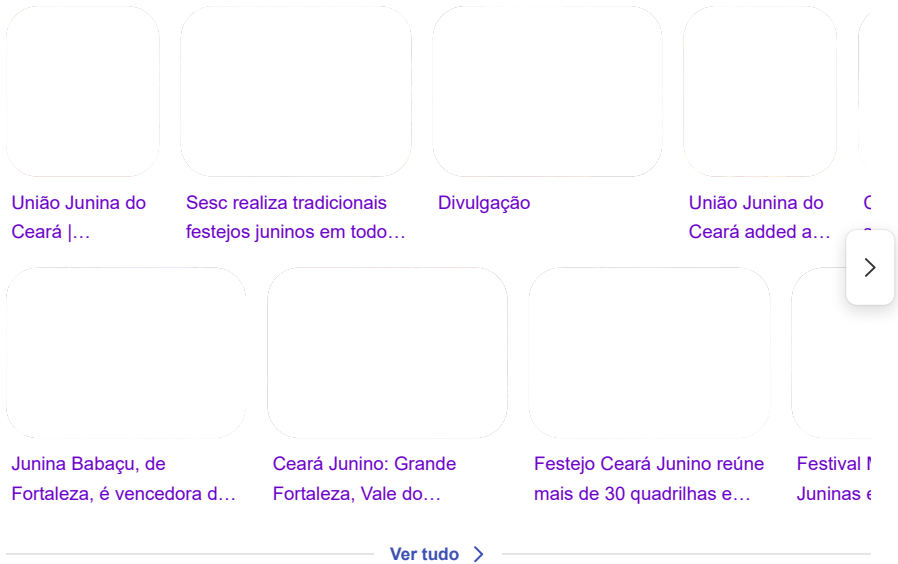 União Junina do
Ceará |…
Sesc realiza tradicionais
festejos juninos em todo…
Divulgação
União Junina do
Ceará added a…
Junina Babaçu, de
Fortaleza, é vencedora d…
Ceará Junino: Grande
Fortaleza, Vale do…
Festejo Ceará Junino reúne
mais de 30 quadrilhas e…
Festival
Juninas
Ver tudo